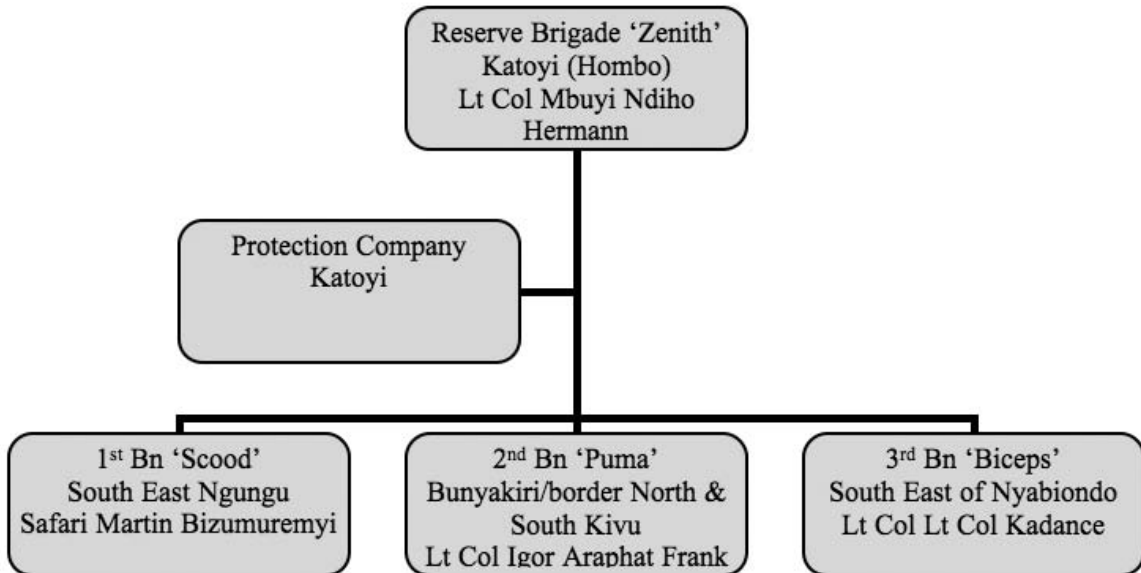 Reserve Brigade ‘Zenith’
Katoyi (Hombo)
Lt Col Mbuyi Ndiho
Hermann
Protection Company
Katoyi
1st Bn ‘Scood’
South East Ngungu
Safari Martin Bizumuremyi
2nd Bn ‘Puma’
Bunyakiri/border North &
South Kivu
Lt Col Igor Araphat Frank
3rd Bn ‘Biceps’
South East of Nyabiondo
Lt Col Lt Col Kadance